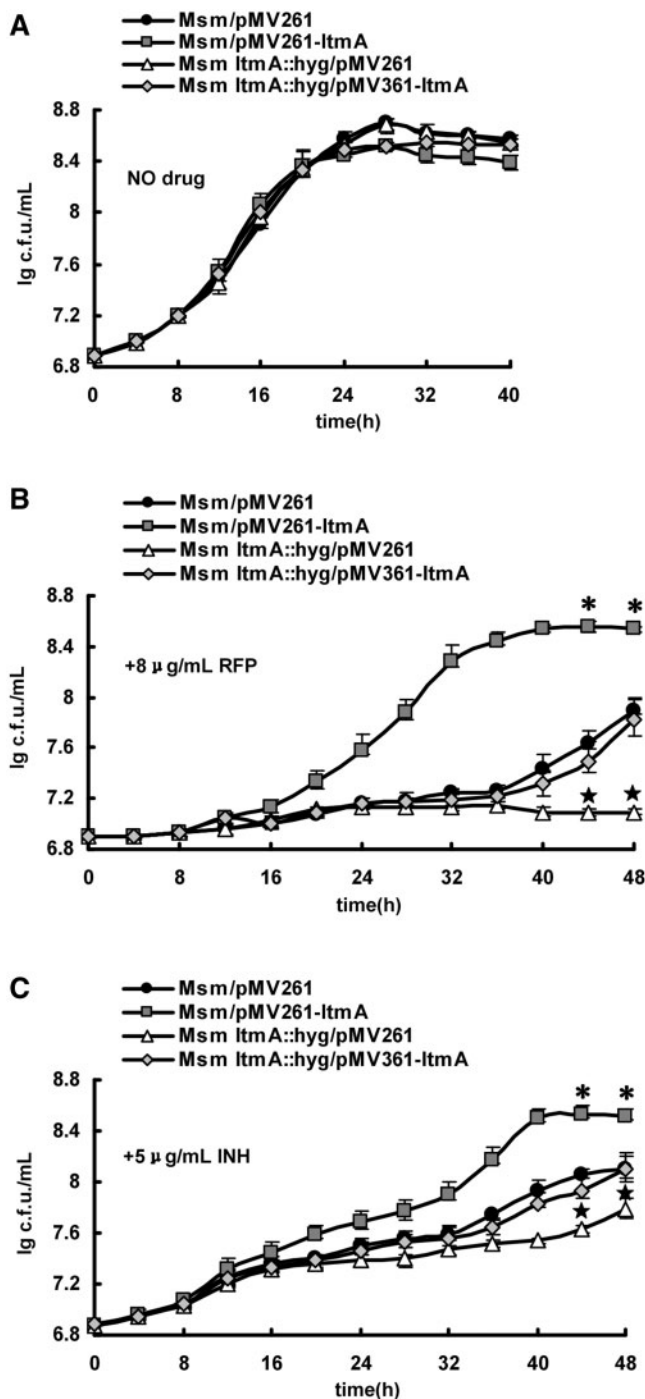 A
Msm/pMV261
Msm/pMV261-ltmA
Msm ltmA::hyg/pMV261
Msm ltmA::hyg/pMV361-ltmA
8.8
8.4
8
7.6
7.2
6.8
lg c.f.u./mL
NO drug
0 8 16 24 32 40
time(h)
B
Msm/pMV261
Msm/pMV261-ltmA
Msm ltmA::hyg/pMV261
Msm ltmA::hyg/pMV361-ltmA
8.8
8.4
8
7.6
7.2
6.8
lg c.f.u./mL
+8 μg/mL RFP
* *
★ ★
0 8 16 24 32 40 48
time(h)
C
Msm/pMV261
Msm/pMV261-ltmA
Msm ltmA::hyg/pMV261
Msm ltmA::hyg/pMV361-ltmA
8.8
8.4
8
7.6
7.2
6.8
lg c.f.u./mL
+5 μg/mL INH
* *
★ ★
0 8 16 24 32 40 48
time(h)